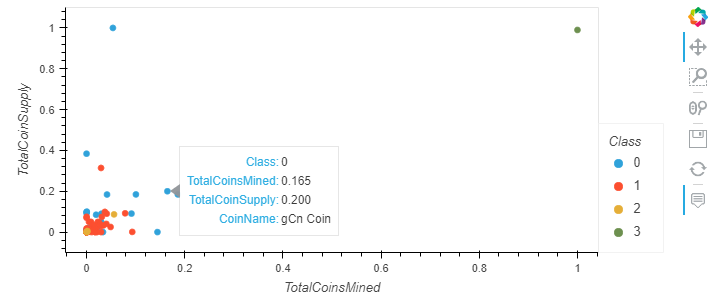 TotalCoinSupply
1
0.8
0.6
0.4
0.2
0
Class: 0
TotalCoinsMined: 0.165
TotalCoinSupply: 0.200
CoinName: gCn Coin
0
0.2
0.4
0.6
0.8
1
TotalCoinsMined
Class
0
1
2
3